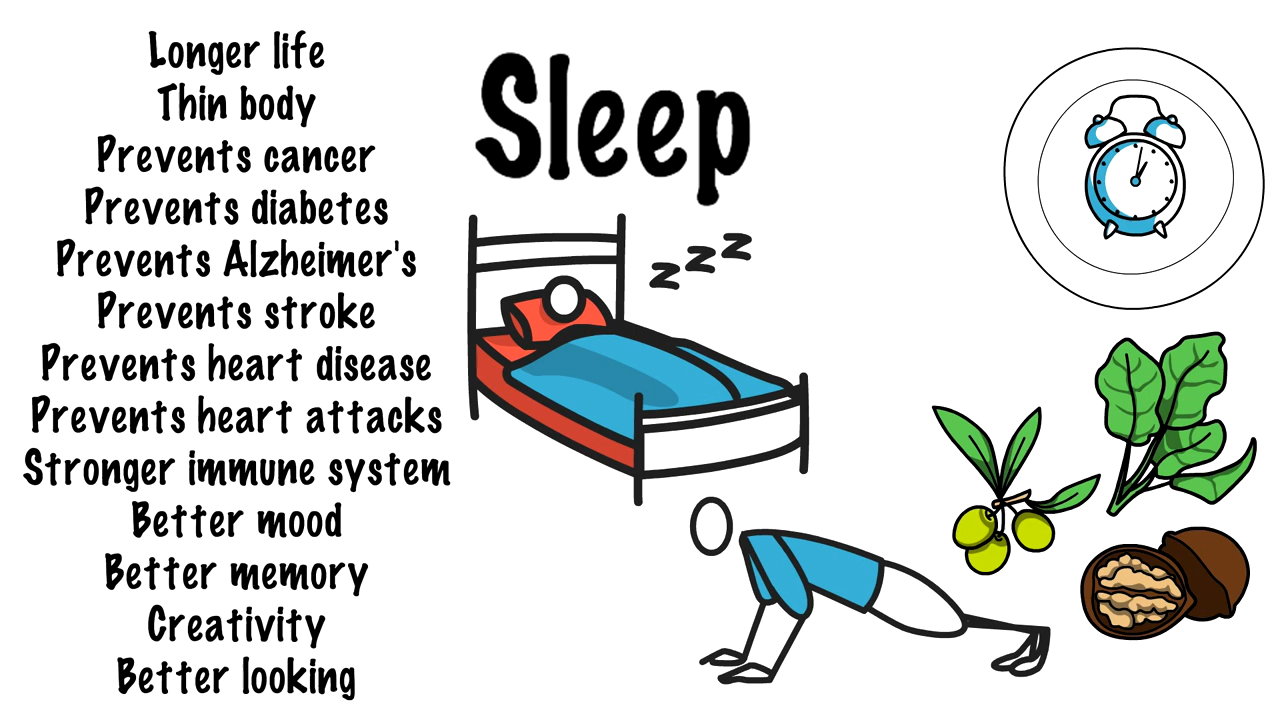 Longer life
Thin body
Prevents cancer
Prevents diabetes
Prevents Alzheimer's
Prevents stroke
Prevents heart disease
Prevents heart attacks
Stronger immune system
Better mood
Better memory
Creativity
Better looking
Sleep
z z z